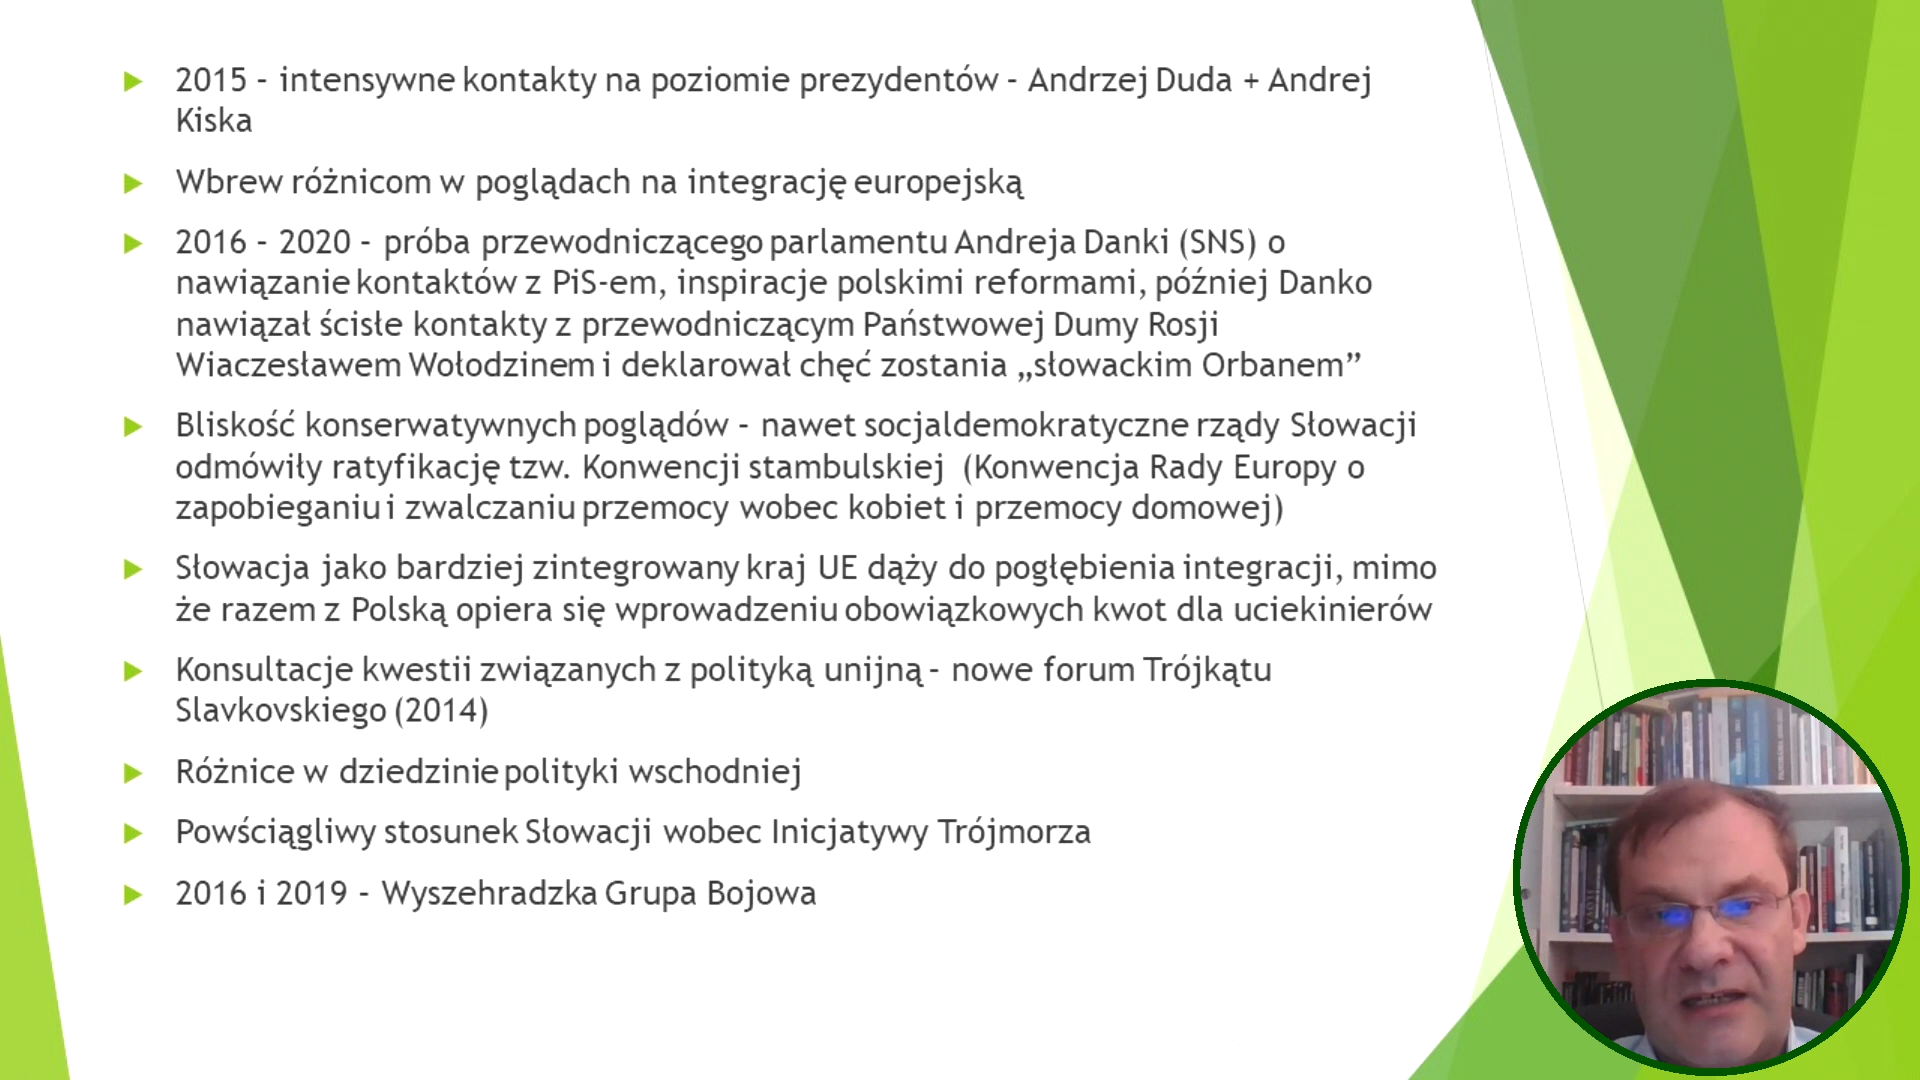 2015 – intensywne kontakty na poziomie prezydentów – Andrzej Duda + Andrej
Kiska
Wbrew różnicom w poglądach na integrację europejską
2016 – 2020 – próba przewodniczącego parlamentu Andreja Danki (SNS) o
nawiązanie kontaktów z PiS-em, inspiracje polskimi reformami, później Danko
nawiązał ścisłe kontakty z przewodniczącym Państwowej Dumy Rosji
Wiaczesławem Wołodzinem i deklarował chęć zostania „słowackim Orbanem”
Bliskość konserwatywnych poglądów – nawet socjaldemokratyczne rządy Słowacji
odmówiły ratyfikację tzw. Konwencji stambulskiej (Konwencja Rady Europy o
zapobieganiu i zwalczaniu przemocy wobec kobiet i przemocy domowej)
Słowacja jako bardziej zintegrowany kraj UE dąży do pogłębienia integracji, mimo
że razem z Polską opiera się wprowadzeniu obowiązkowych kwot dla uciekinierów
Konsultacje kwestii związanych z polityką unijną – nowe forum Trójkątu
Slavkovskiego (2014)
Różnice w dziedzinie polityki wschodniej
Powściągliwy stosunek Słowacji wobec Inicjatywy Trójmorza
2016 i 2019 – Wyszehradzka Grupa Bojowa